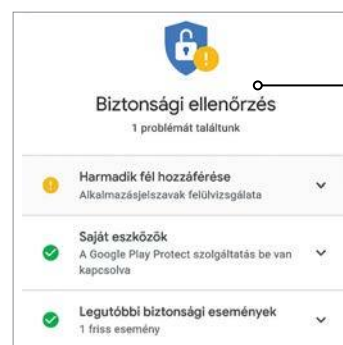 Biztonsági ellenőrzés
1 problémát találtunk
Harmadik fél hozzáférése
Alkalmazásjelszavak felülvizsgálata
Saját eszközök
A Google Play Protect szolgáltatás be van
kapcsolva
Legutóbbi biztonsági események
1 friss esemény